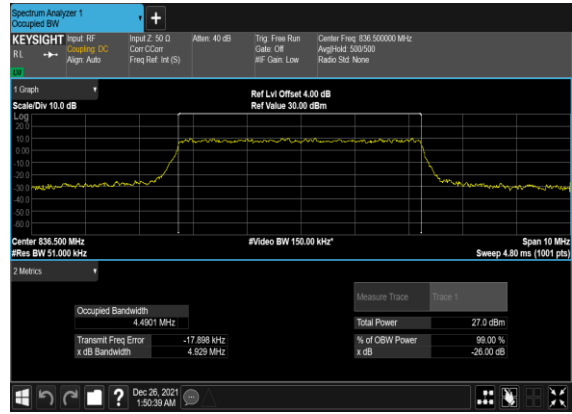 Spectrum Analyzer 1
Occupied BW
+
KEYSIGHT Input: RF Input Z: 50 Ω Atten: 40 dB Trig: Free Run Center Freq: 836.500000 MHz
RL Coupling: DC Corr CCorr Gate: Off Avg|Hold: 500/500
Align: Auto Freq Ref: Int (S) #IF Gain: Low Radio Std: None
LW
1 Graph Ref Lvl Offset 4.00 dB
Scale/Div 10.0 dB Ref Value 30.00 dBm
Log
20.0
10.0
0.00
-10.0
-20.0
-30.0
-40.0
-50.0
-60.0
Center 836.500 MHz #Video BW 150.00 kHz* Span 10 MHz
#Res BW 51.000 kHz Sweep 4.80 ms (1001 pts)
2 Metrics
Measure Trace Trace 1
Occupied Bandwidth
4.4901 MHz Total Power 27.0 dBm
Transmit Freq Error -17.898 kHz % of OBW Power 99.00 %
x dB Bandwidth 4.929 MHz x dB -26.00 dB
? Dec 26, 2021
1:50:39 AM